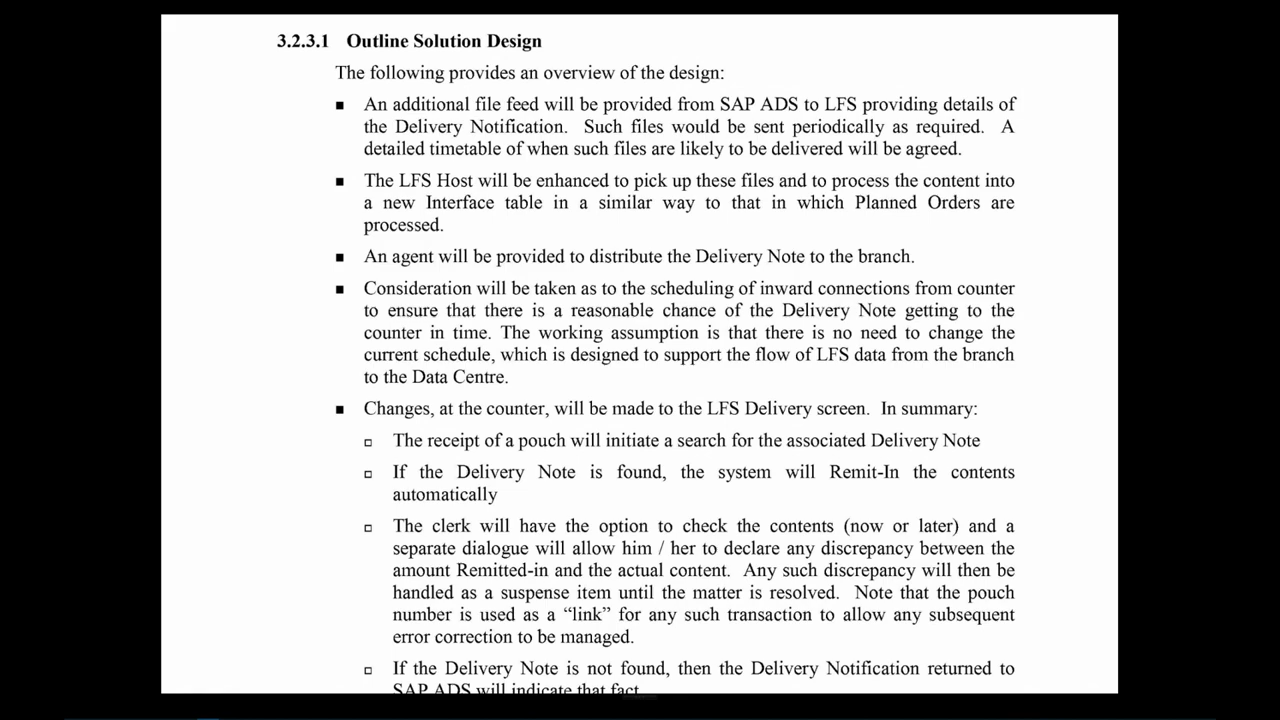 3.2.3.1 Outline Solution Design
The following provides an overview of the design:
■ An additional file feed will be provided from SAP ADS to LFS providing details of
the Delivery Notification. Such files would be sent periodically as required. A
detailed timetable of when such files are likely to be delivered will be agreed.
■ The LFS Host will be enhanced to pick up these files and to process the content into
a new Interface table in a similar way to that in which Planned Orders are
processed.
■ An agent will be provided to distribute the Delivery Note to the branch.
■ Consideration will be taken as to the scheduling of inward connections from counter
to ensure that there is a reasonable chance of the Delivery Note getting to the
counter in time. The working assumption is that there is no need to change the
current schedule, which is designed to support the flow of LFS data from the branch
to the Data Centre.
■ Changes, at the counter, will be made to the LFS Delivery screen. In summary:
□ The receipt of a pouch will initiate a search for the associated Delivery Note
□ If the Delivery Note is found, the system will Remit-In the contents
automatically
□ The clerk will have the option to check the contents (now or later) and a
separate dialogue will allow him / her to declare any discrepancy between the
amount Remitted-in and the actual content. Any such discrepancy will then be
handled as a suspense item until the matter is resolved. Note that the pouch
number is used as a “link” for any such transaction to allow any subsequent
error correction to be managed.
□ If the Delivery Note is not found, then the Delivery Notification returned to
SAP ADS will indicate that fact